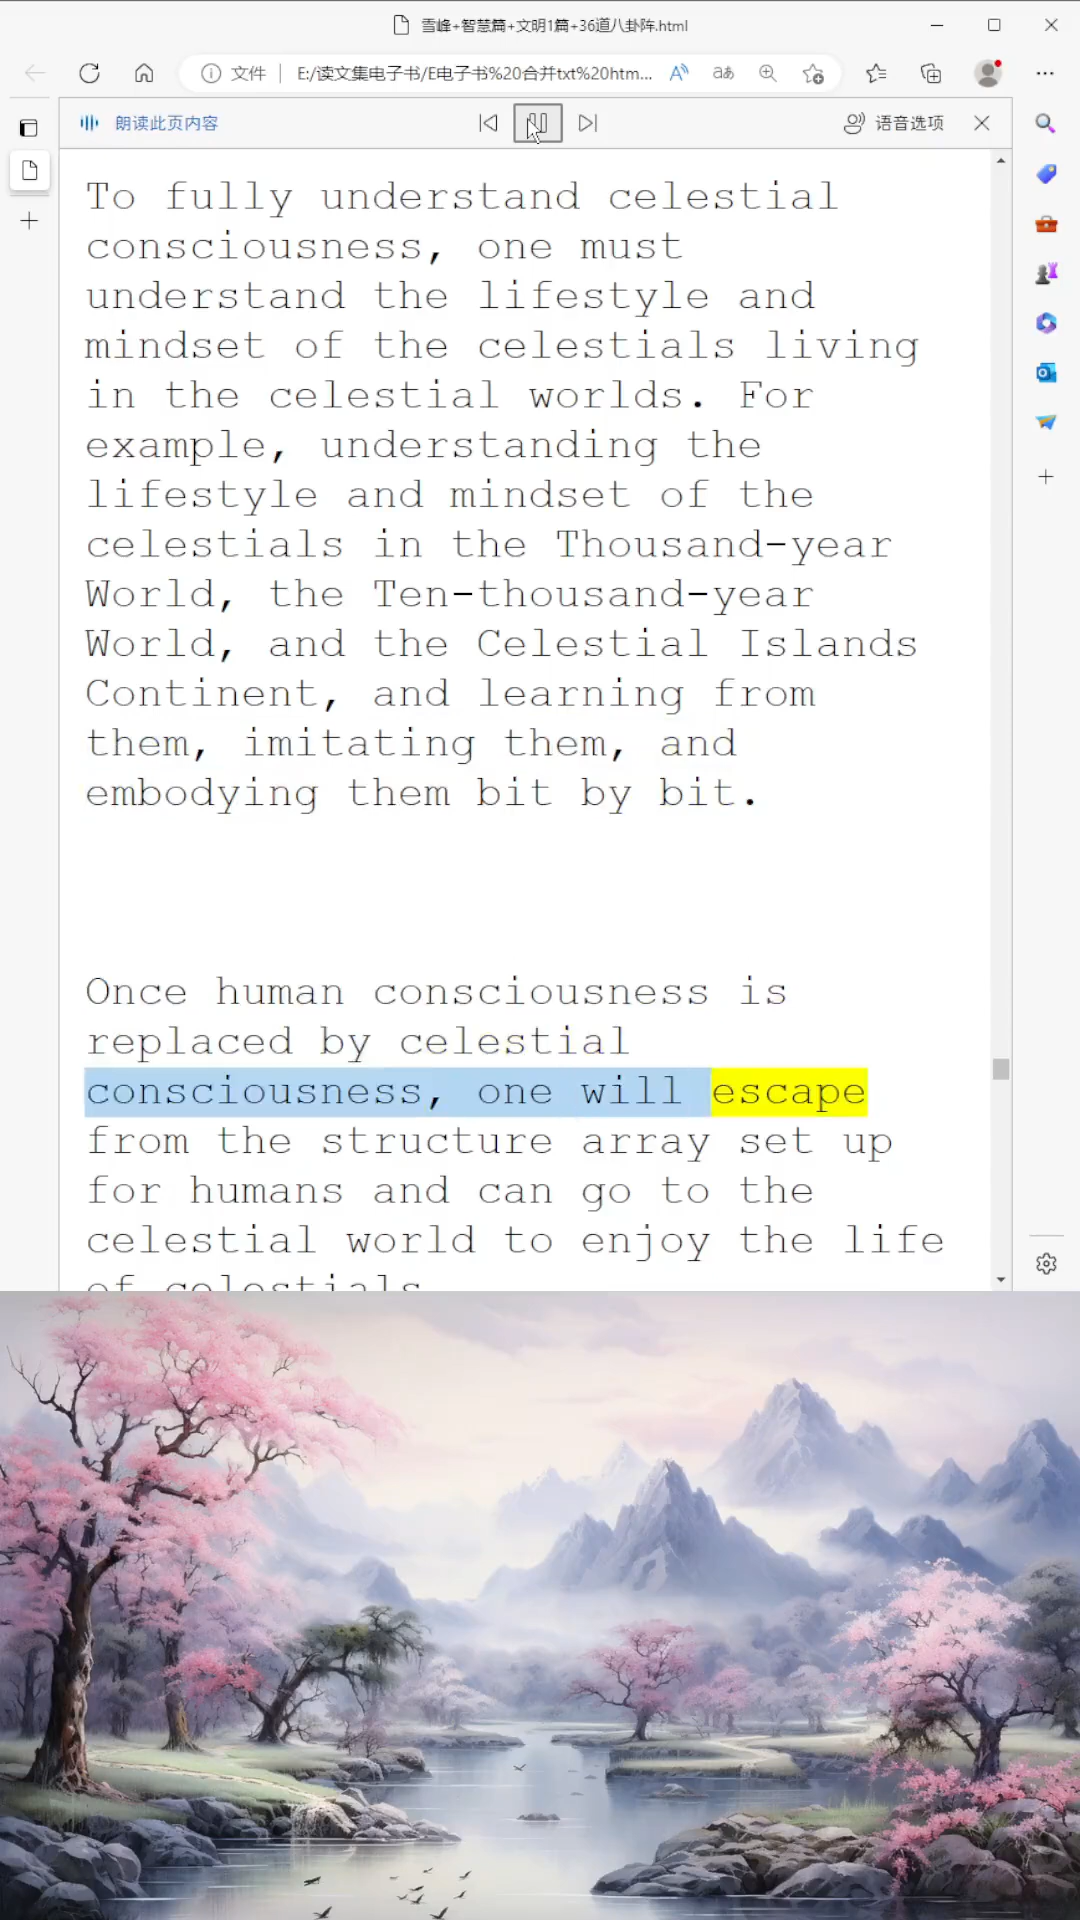 雪峰+智慧篇+文明1篇+36道八卦阵.html
文件 E:/读文集电子书/E电子书%20合并txt%20htm...
朗读此页内容
语音选项
To fully understand celestial
consciousness, one must
understand the lifestyle and
mindset of the celestials living
in the celestial worlds. For
example, understanding the
lifestyle and mindset of the
celestials in the Thousand-year
World, the Ten-thousand-year
World, and the Celestial Islands
Continent, and learning from
them, imitating them, and
embodying them bit by bit.
Once human consciousness is
replaced by celestial
consciousness, one will escape
from the structure array set up
for humans and can go to the
celestial world to enjoy the life
of celestials